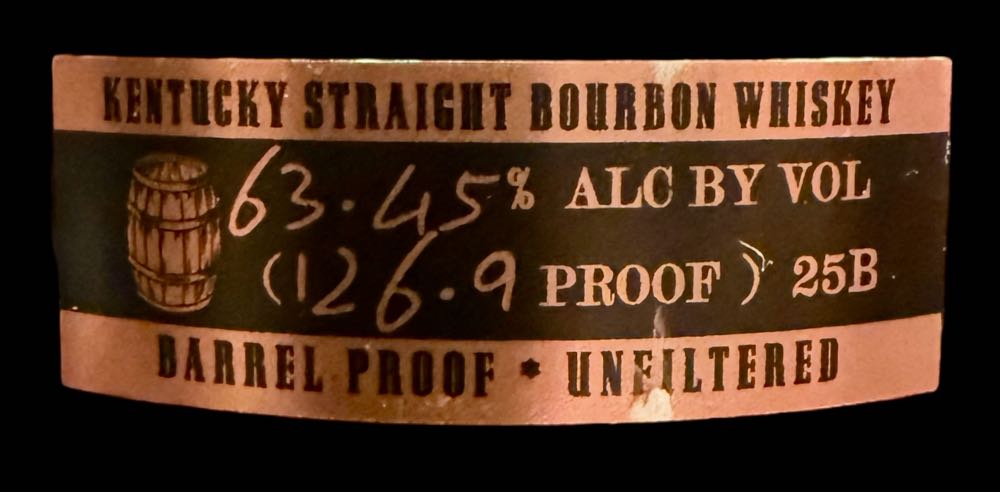 KENTUCKY STRAIGHT BOURBON WHISKEY
63.45% ALC BY VOL
(126.9 PROOF) 25B
BARREL PROOF * UNFILTERED